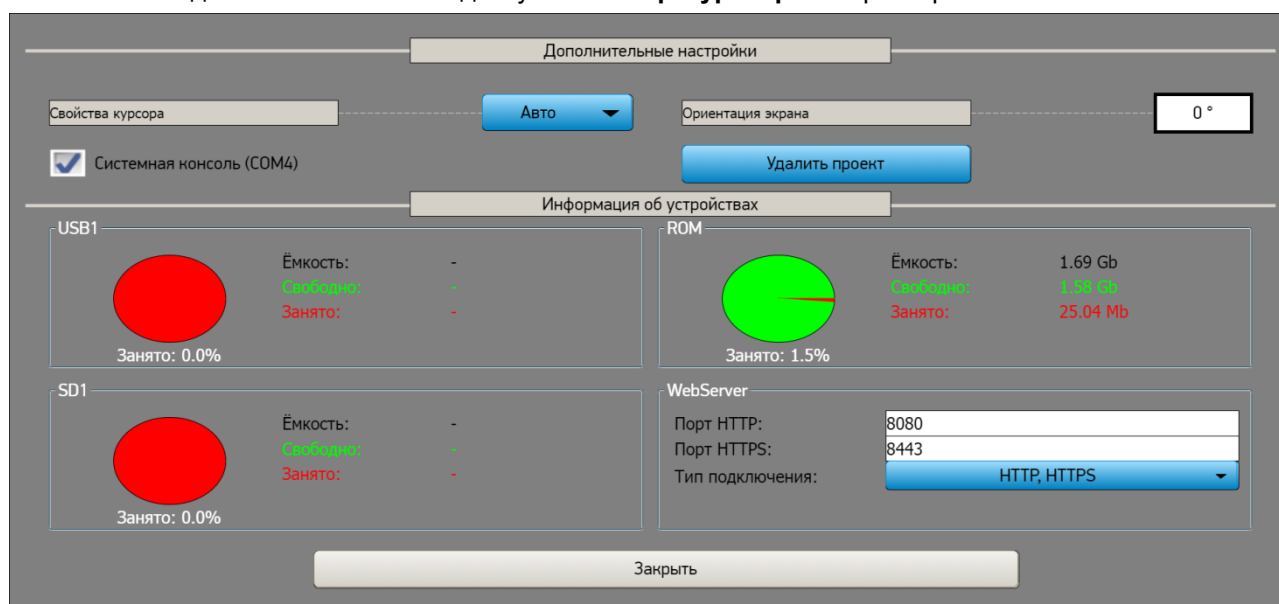 Дополнительные настройки
Свойства курсора
Авто
Ориентация экрана
0 °
Системная консоль (COM4)
Удалить проект
Информация об устройствах
USB1
Ёмкость: -
Свободно: -
Занято: -
Занято: 0.0%
ROM
Ёмкость: 1.69 Gb
Свободно: 1.58 Gb
Занято: 25.04 Mb
Занято: 1.5%
SD1
Ёмкость: -
Свободно: -
Занято: -
Занято: 0.0%
WebServer
Порт HTTP: 8080
Порт HTTPS: 8443
Тип подключения: HTTP, HTTPS
Закрыть